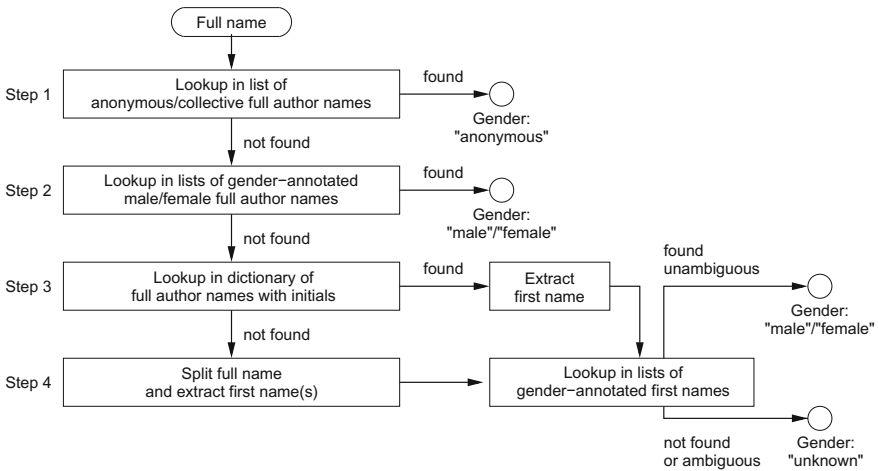 Full name
Step 1
Lookup in list of
anonymous/collective full author names
found
Gender:
"anonymous"
not found
Step 2
Lookup in lists of gender−annotated
male/female full author names
found
Gender:
"male"/"female"
not found
Step 3
Lookup in dictionary of
full author names with initials
found
Extract
first name
found
unambiguous
Gender:
"male"/"female"
not found
Step 4
Split full name
and extract first name(s)
Lookup in lists of
gender−annotated first names
not found
or ambiguous
Gender:
"unknown"